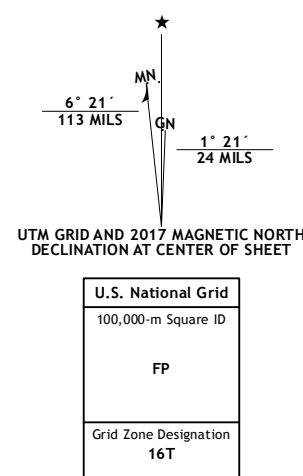 ★
MN
6° 21´
113 MILS
GN
1° 21´
24 MILS
UTM GRID AND 2017 MAGNETIC NORTH
DECLINATION AT CENTER OF SHEET
U.S. National Grid
100,000-m Square ID
FP
Grid Zone Designation
16T